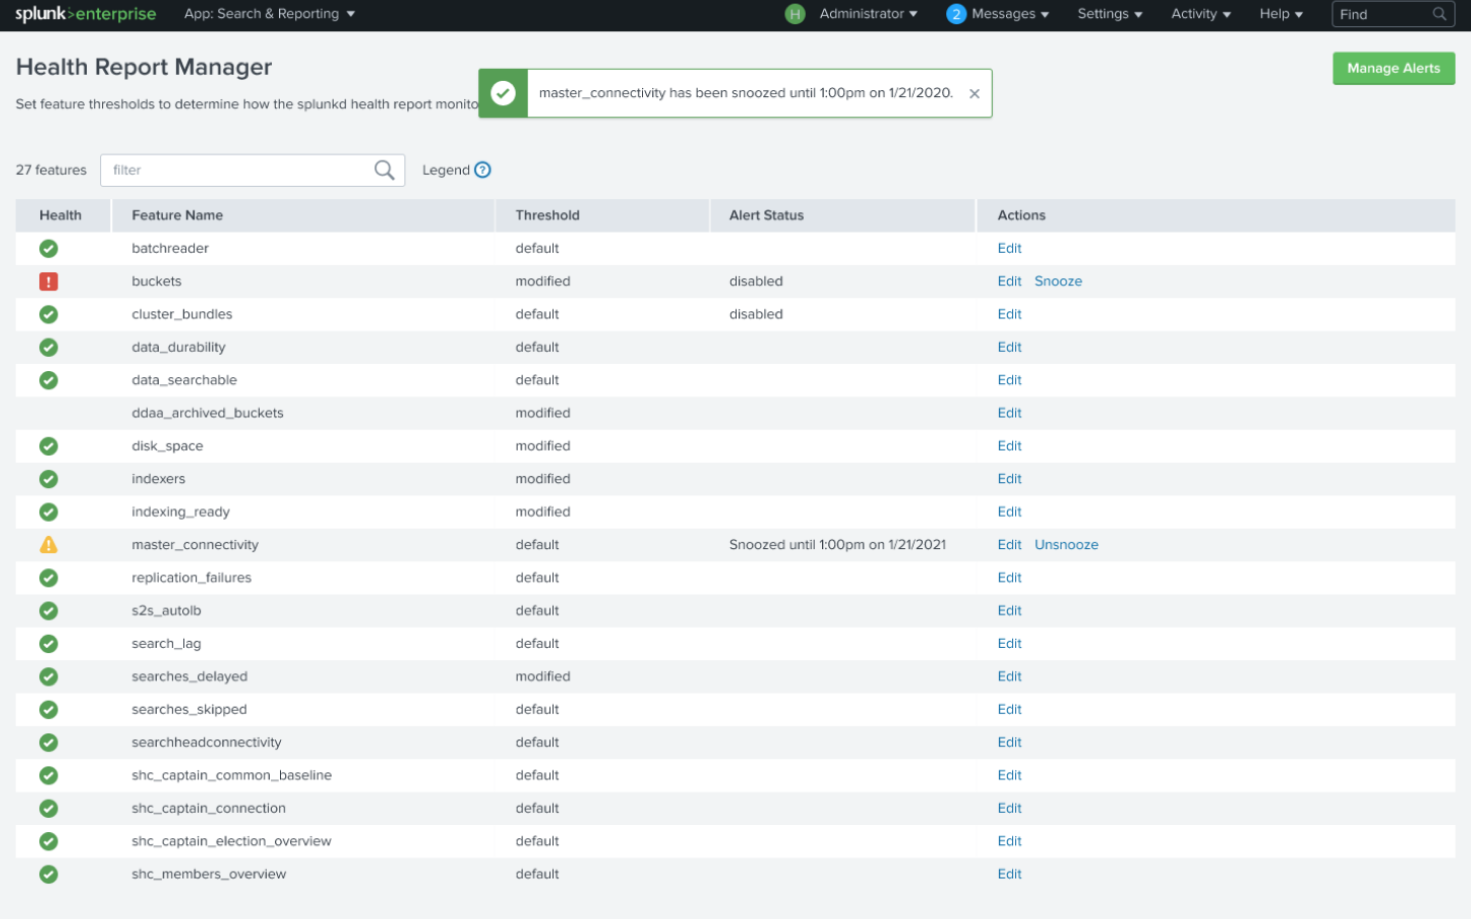 splunk>enterprise App: Search & Reporting H Administrator 2 Messages Settings Activity Help Find
Health Report Manager
Manage Alerts
Set feature thresholds to determine how the splunkd health report monito
master_connectivity has been snoozed until 1:00pm on 1/21/2020.
27 features filter Legend ?
Health Feature Name Threshold Alert Status Actions
batchreader default Edit
buckets modified disabled Edit Snooze
cluster_bundles default disabled Edit
data_durability default Edit
data_searchable default Edit
ddaa_archived_buckets modified Edit
disk_space modified Edit
indexers modified Edit
indexing_ready modified Edit
master_connectivity default Snoozed until 1:00pm on 1/21/2021 Edit Unsnooze
replication_failures default Edit
s2s_autolb default Edit
search_lag default Edit
searches_delayed modified Edit
searches_skipped default Edit
searchheadconnectivity default Edit
shc_captain_common_baseline default Edit
shc_captain_connection default Edit
shc_captain_election_overview default Edit
shc_members_overview default Edit